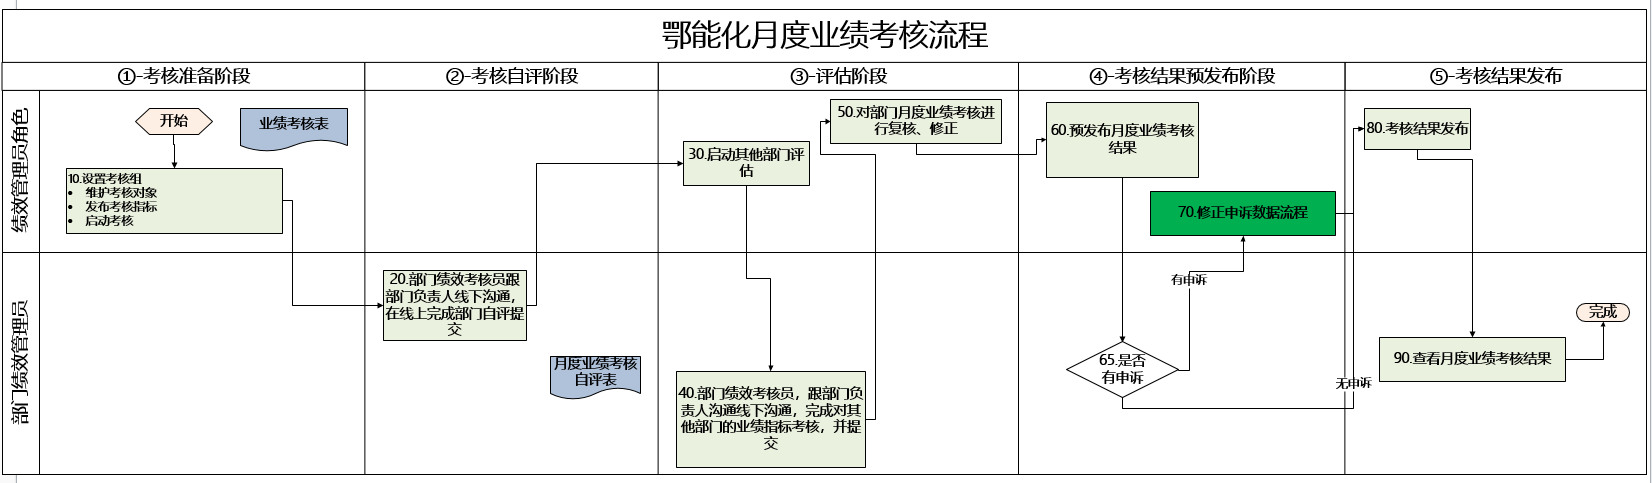 鄂能化月度业绩考核流程
①-考核准备阶段
②-考核自评阶段
③-评估阶段
④-考核结果预发布阶段
⑤-考核结果发布
绩效管理员角色
开始
业绩考核表
10.设置考核组
• 维护考核对象
• 发布考核指标
• 启动考核
30.启动其他部门评
估
50.对部门月度业绩考核进
行复核、修正
60.预发布月度业绩考核
结果
70.修正申诉数据流程
80.考核结果发布
部门绩效管理员
20.部门绩效考核员跟
部门负责人线下沟通，
在线上完成部门自评提
交
月度业绩考核
自评表
40.部门绩效考核员，跟部门负
责人沟通线下沟通，完成对其
他部门的业绩指标考核，并提
交
65.是否
有申诉
有申诉
无申诉
90.查看月度业绩考核结果
完成